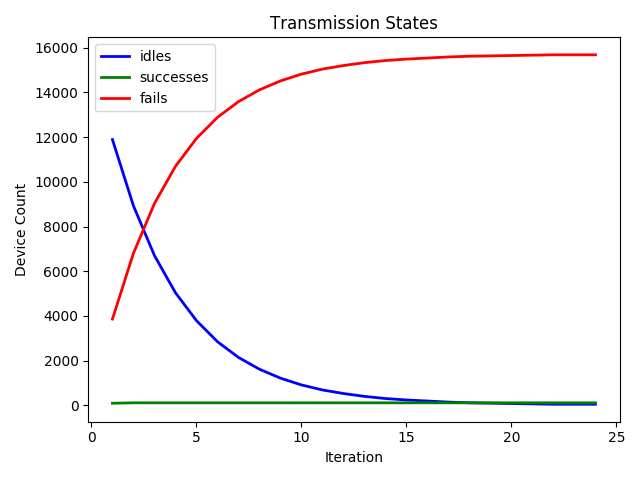 Transmission States
idles
successes
fails
Device Count
16000
14000
12000
10000
8000
6000
4000
2000
0
0 5 10 15 20 25
Iteration